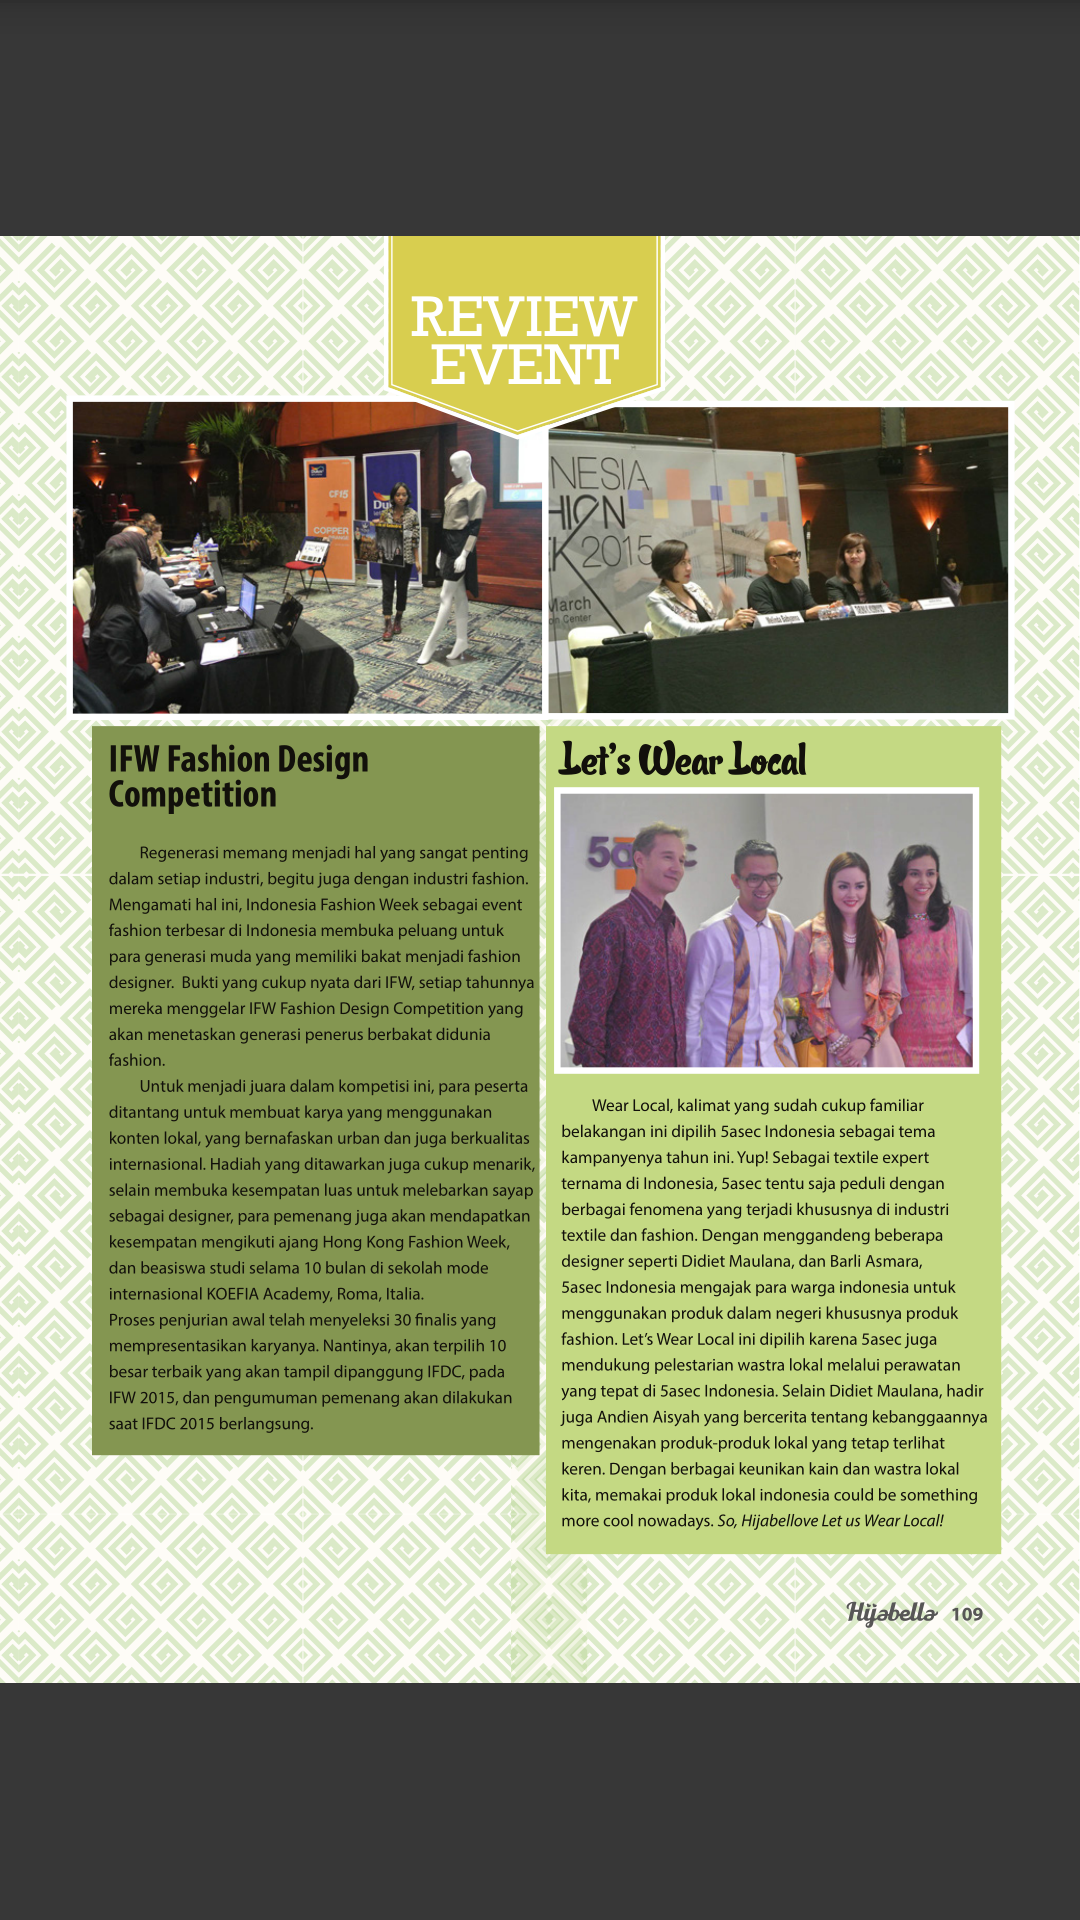 REVIEW
EVENT
CFI5
COPPER
Du
NESIA
HION
EK 2015
March
on Center
IFW Fashion Design
Competition
Regenerasi memang menjadi hal yang sangat penting
dalam setiap industri, begitu juga dengan industri fashion.
Mengamati hal ini, Indonesia Fashion Week sebagai event
fashion terbesar di Indonesia membuka peluang untuk
para generasi muda yang memiliki bakat menjadi fashion
designer.  Bukti yang cukup nyata dari IFW, setiap tahunnya
mereka menggelar IFW Fashion Design Competition yang
akan menetaskan generasi penerus berbakat didunia
fashion.
Untuk menjadi juara dalam kompetisi ini, para peserta
ditantang untuk membuat karya yang menggunakan
konten lokal, yang bernafaskan urban dan juga berkualitas
internasional. Hadiah yang ditawarkan juga cukup menarik,
selain membuka kesempatan luas untuk melebarkan sayap
sebagai designer, para pemenang juga akan mendapatkan
kesempatan mengikuti ajang Hong Kong Fashion Week,
dan beasiswa studi selama 10 bulan di sekolah mode
internasional KOEFIA Academy, Roma, Italia.
Proses penjurian awal telah menyeleksi 30 finalis yang
mempresentasikan karyanya. Nantinya, akan terpilih 10
besar terbaik yang akan tampil dipanggung IFDC, pada
IFW 2015, dan pengumuman pemenang akan dilakukan
saat IFDC 2015 berlangsung.
Let's Wear Local
5a c
Wear Local, kalimat yang sudah cukup familiar
belakangan ini dipilih 5asec Indonesia sebagai tema
kampanyenya tahun ini. Yup! Sebagai textile expert
ternama di Indonesia, 5asec tentu saja peduli dengan
berbagai fenomena yang terjadi khususnya di industri
textile dan fashion. Dengan menggandeng beberapa
designer seperti Didiet Maulana, dan Barli Asmara,
5asec Indonesia mengajak para warga indonesia untuk
menggunakan produk dalam negeri khususnya produk
fashion. Let's Wear Local ini dipilih karena 5asec juga
mendukung pelestarian wastra lokal melalui perawatan
yang tepat di 5asec Indonesia. Selain Didiet Maulana, hadir
juga Andien Aisyah yang bercerita tentang kebanggaannya
mengenakan produk-produk lokal yang tetap terlihat
keren. Dengan berbagai keunikan kain dan wastra lokal
kita, memakai produk lokal indonesia could be something
more cool nowadays. So, Hijabellove Let us Wear Local!
Hijabella 109